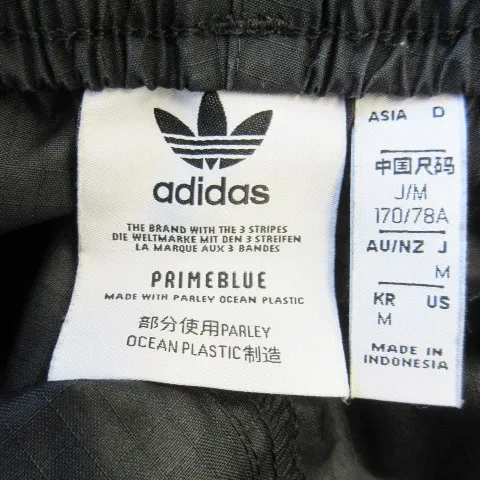 adidas
THE BRAND WITH THE 3 STRIPES
DIE WELTMARKE MIT DEN 3 STREIFEN
LA MARQUE AUX 3 BANDES
PRIMEBLUE
MADE WITH PARLEY OCEAN PLASTIC
部分使用PARLEY
OCEAN PLASTIC制造
ASIA D
中国尺码
J/M
170/78A
AU/NZ J
M
KR US
M
MADE IN
INDONESIA